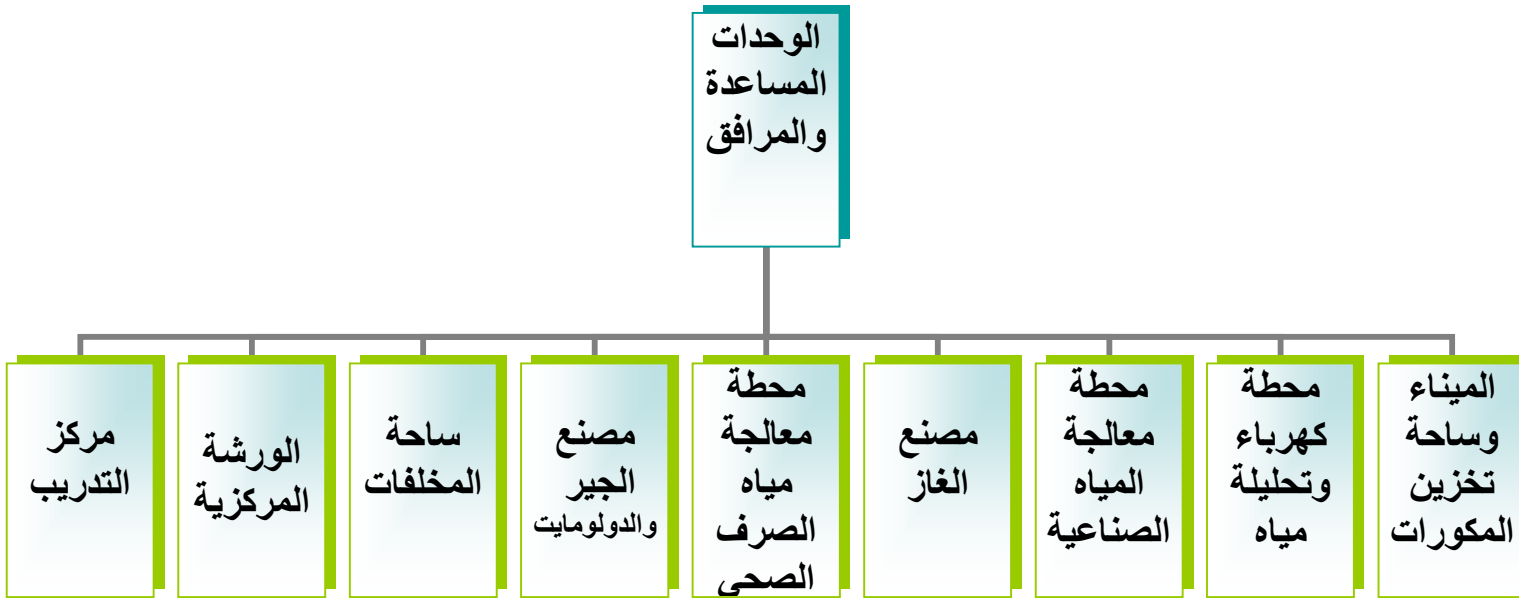 الوحدات
المساعدة
والمرافق
الميناء
وساحة
تخزين
المكورات
محطة
كهرباء
وتحليلة
مياه
محطة
معالجة
المياه
الصناعية
مصنع
الغاز
محطة
معالجة
مياه
الصرف
الصحي
مصنع
الجير
والدولومايت
ساحة
المخلفات
الورشة
المركزية
مركز
التدريب